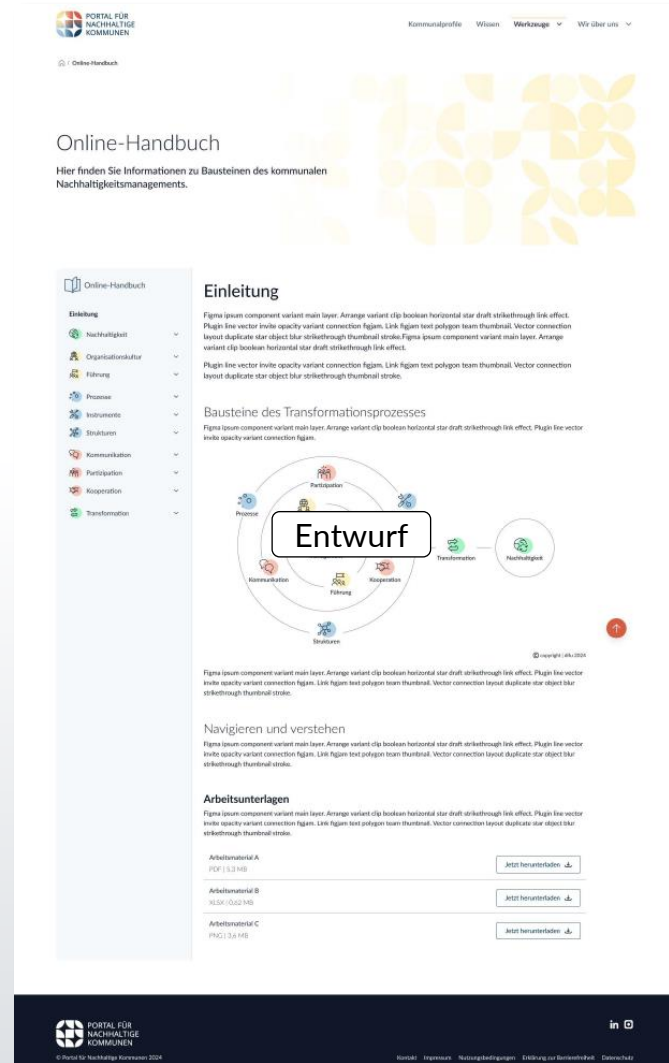 PORTAL FÜR
NACHHALTIGE
KOMMUNEN
Kommunalprofile Wissen Werkzeuge Wir über uns
/ Online-Handbuch
Online-Handbuch
Hier finden Sie Informationen zu Bausteinen des kommunalen
Nachhaltigkeitsmanagements.
Online-Handbuch
Einleitung
Nachhaltigkeit
Organisationskultur
Führung
Prozesse
Instrumente
Strukturen
Kommunikation
Partizipation
Kooperation
Transformation
Einleitung
Figma ipsum component variant main layer. Arrange variant clip boolean horizontal star draft strikethrough link effect.
Plugin line vector invite opacity variant connection figjam. Link figjam text polygon team thumbnail. Vector connection
layout duplicate star object blur strikethrough thumbnail stroke.Figma ipsum component variant main layer. Arrange
variant clip boolean horizontal star draft strikethrough link effect.
Plugin line vector invite opacity variant connection figjam. Link figjam text polygon team thumbnail. Vector connection
layout duplicate star object blur strikethrough thumbnail stroke.
Bausteine des Transformationsprozesses
Figma ipsum component variant main layer. Arrange variant clip boolean horizontal star draft strikethrough link effect. Plugin line vector
invite opacity variant connection figjam.
Partizipation
Prozesse
Entwurf
Transformation
Nachhaltigkeit
Kommunikation
Kooperation
Führung
Strukturen
© copyright | difu 2024
Figma ipsum component variant main layer. Arrange variant clip boolean horizontal star draft strikethrough link effect. Plugin line vector
invite opacity variant connection figjam. Link figjam text polygon team thumbnail. Vector connection layout duplicate star object blur
strikethrough thumbnail stroke.
Navigieren und verstehen
Figma ipsum component variant main layer. Arrange variant clip boolean horizontal star draft strikethrough link effect. Plugin line vector
invite opacity variant connection figjam. Link figjam text polygon team thumbnail. Vector connection layout duplicate star object blur
strikethrough thumbnail stroke.
Arbeitsunterlagen
Figma ipsum component variant main layer. Arrange variant clip boolean horizontal star draft strikethrough link effect. Plugin line vector
invite opacity variant connection figjam. Link figjam text polygon team thumbnail. Vector connection layout duplicate star object blur
strikethrough thumbnail stroke.
Arbeitsmaterial A
PDF | 5,3 MB
Jetzt herunterladen
Arbeitsmaterial B
XLSX | 0,62 MB
Jetzt herunterladen
Arbeitsmaterial C
PNG | 3,6 MB
Jetzt herunterladen
PORTAL FÜR
NACHHALTIGE
KOMMUNEN
in
© Portal für Nachhaltige Kommunen 2024
Kontakt Impressum Nutzungsbedingungen Erklärung zur Barrierefreiheit Datenschutz